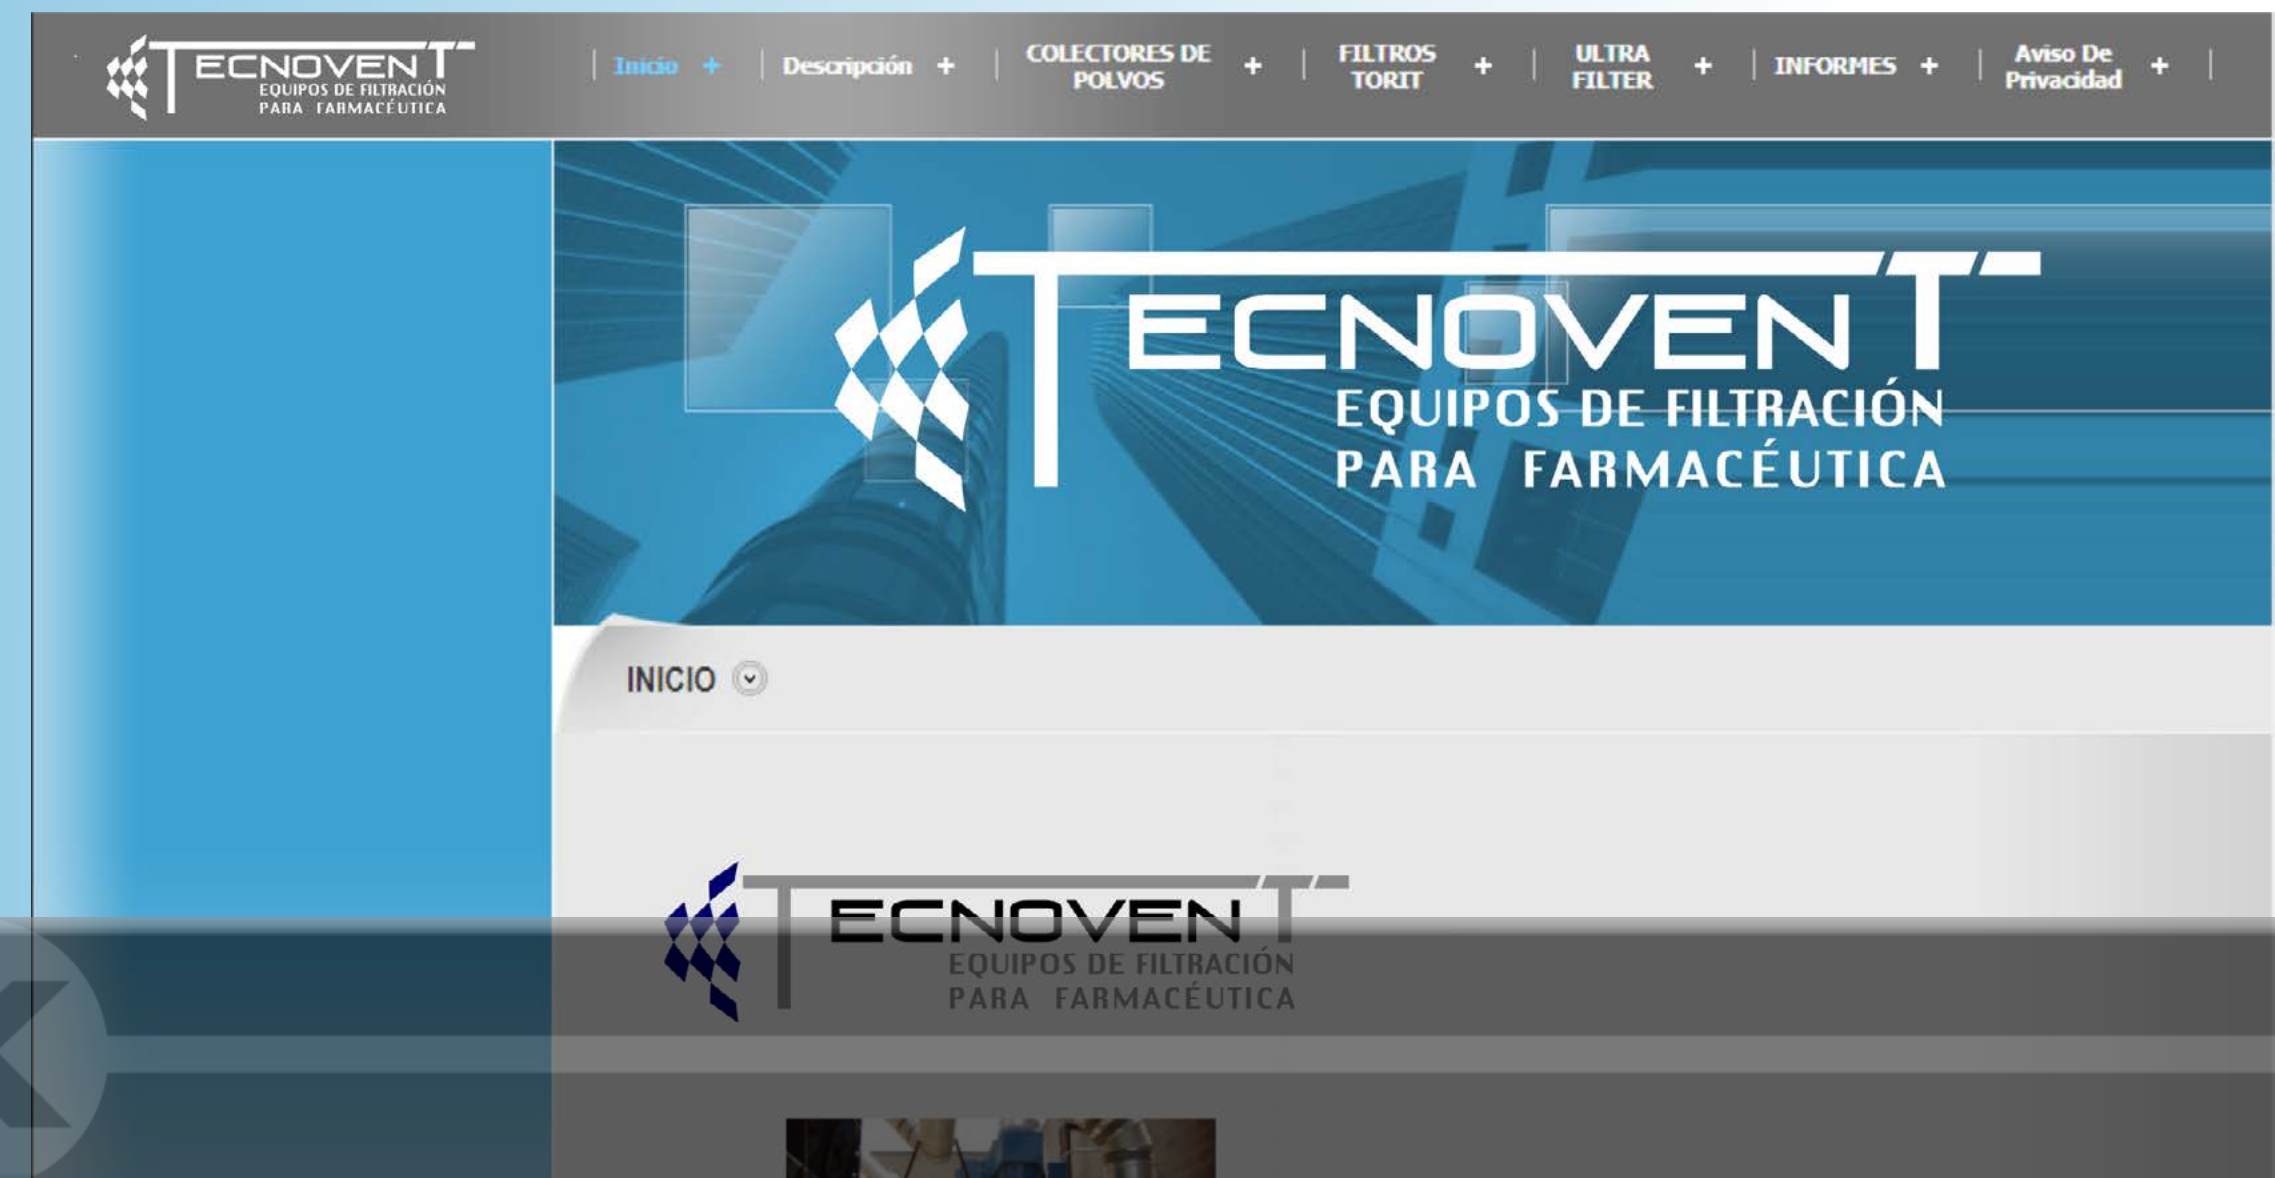 TECNOVENT
EQUIPOS DE FILTRACIÓN
PARA FARMACÉUTICA
Inicio +
Descripción +
COLECTORES DE
POLVOS +
FILTROS
TORIT +
ULTRA
FILTER +
INFORMES +
Aviso De
Privacidad +
TECNOVENT
EQUIPOS DE FILTRACIÓN
PARA FARMACÉUTICA
INICIO
TECNOVENT
EQUIPOS DE FILTRACIÓN
PARA FARMACÉUTICA